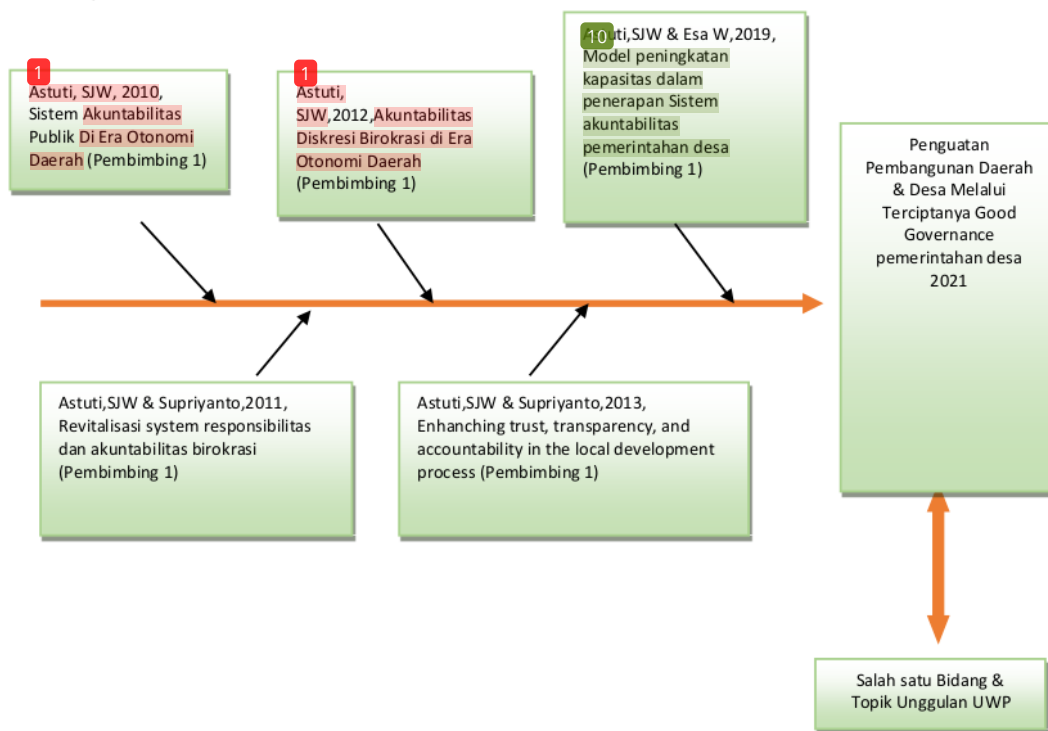 1
Astuti, SJW, 2010,
Sistem Akuntabilitas
Publik Di Era Otonomi
Daerah (Pembimbing 1)
1
Astuti,
SJW,2012,Akuntabilitas
Diskresi Birokrasi di Era
Otonomi Daerah
(Pembimbing 1)
10
uti,SJW & Esa W,2019,
Model peningkatan
kapasitas dalam
penerapan Sistem
akuntabilitas
pemerintahan desa
(Pembimbing 1)
Penguatan
Pembangunan Daerah
& Desa Melalui
Terciptanya Good
Governance
pemerintahan desa
2021
Astuti,SJW & Supriyanto,2011,
Revitalisasi system responsibilitas
dan akuntabilitas birokrasi
(Pembimbing 1)
Astuti,SJW & Supriyanto,2013,
Enhanching trust, transparency, and
accountability in the local development
process (Pembimbing 1)
Salah satu Bidang &
Topik Unggulan UWP